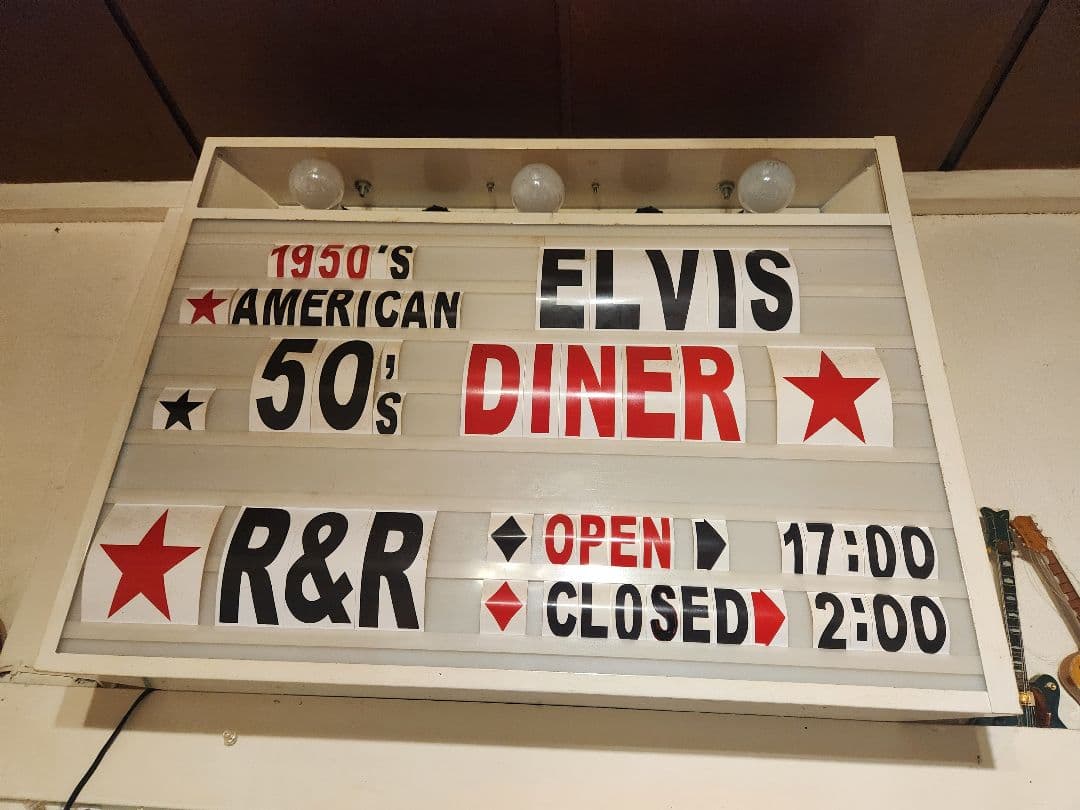 1950'S
AMERICAN
ELVIS
50's
DINER
R&R
OPEN 17:00
CLOSED 2:00